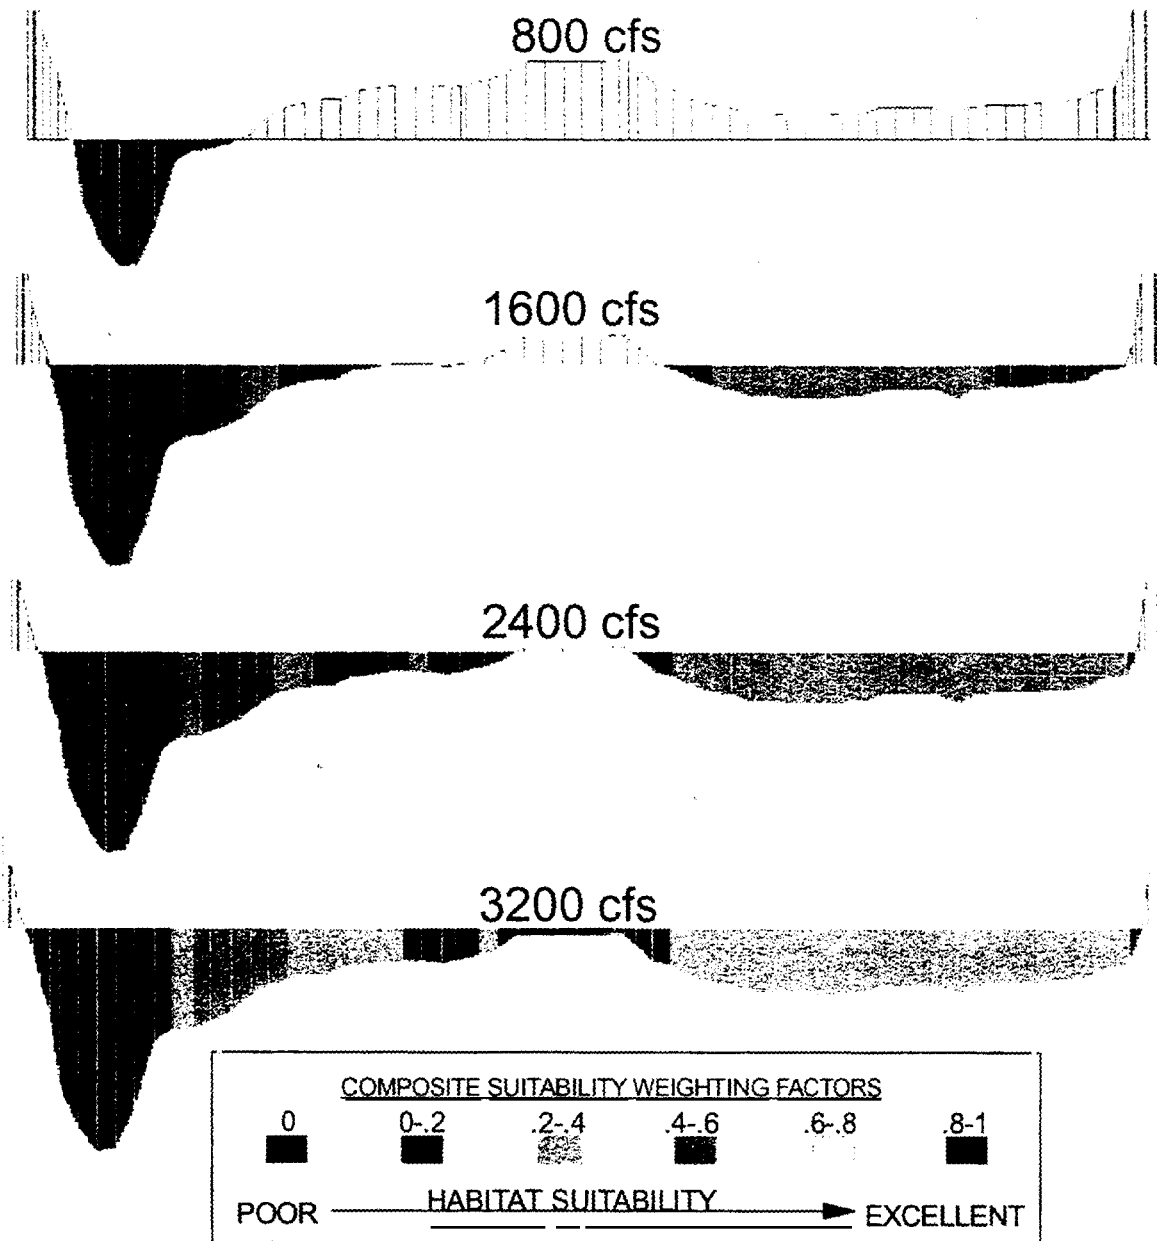 800 cfs
1600 cfs
2400 cfs
3200 cfs
COMPOSITE SUITABILITY WEIGHTING FACTORS
0 0-.2 .2-.4 .4-.6 .6-.8 .8-1
HABITAT SUITABILITY
POOR EXCELLENT